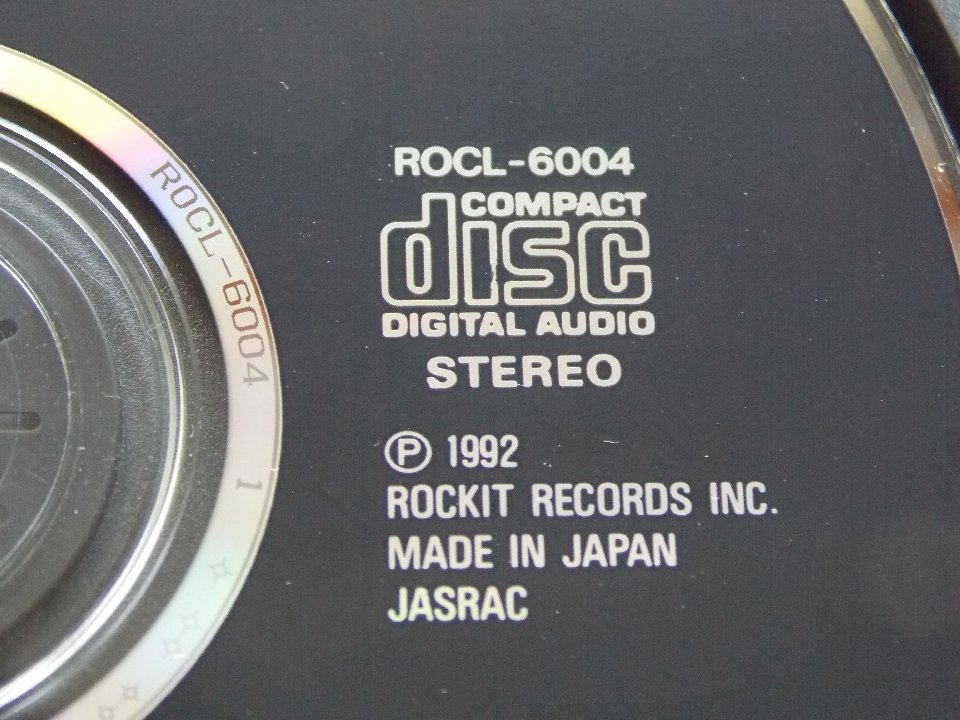 ROCL-6004
COMPACT
disc
DIGITAL AUDIO
STEREO
Ⓟ 1992
ROCKIT RECORDS INC.
MADE IN JAPAN
JASRAC
ROCL-6004 1